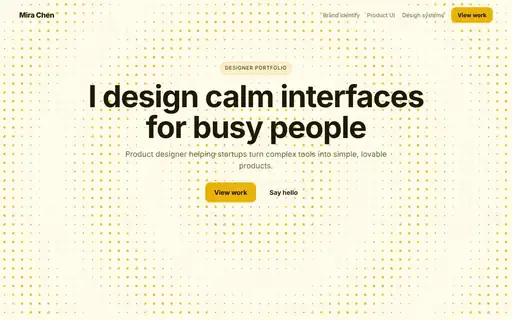 Mira Chen
Brand identity Product UI Design systems View work
DESIGNER PORTFOLIO
I design calm interfaces
for busy people
Product designer helping startups turn complex tools into simple, lovable
products.
View work Say hello